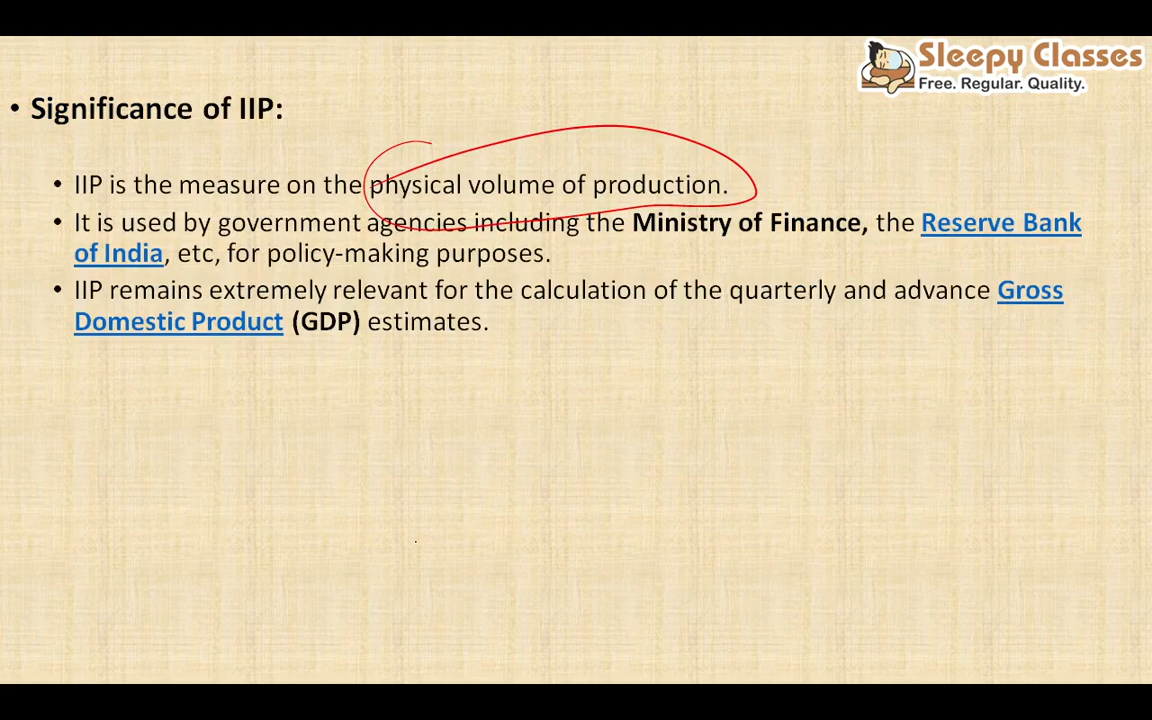 Sleepy Classes
Free. Regular. Quality.
• Significance of IIP:
• IIP is the measure on the physical volume of production.
• It is used by government agencies including the Ministry of Finance, the Reserve Bank
of India, etc, for policy-making purposes.
• IIP remains extremely relevant for the calculation of the quarterly and advance Gross
Domestic Product (GDP) estimates.